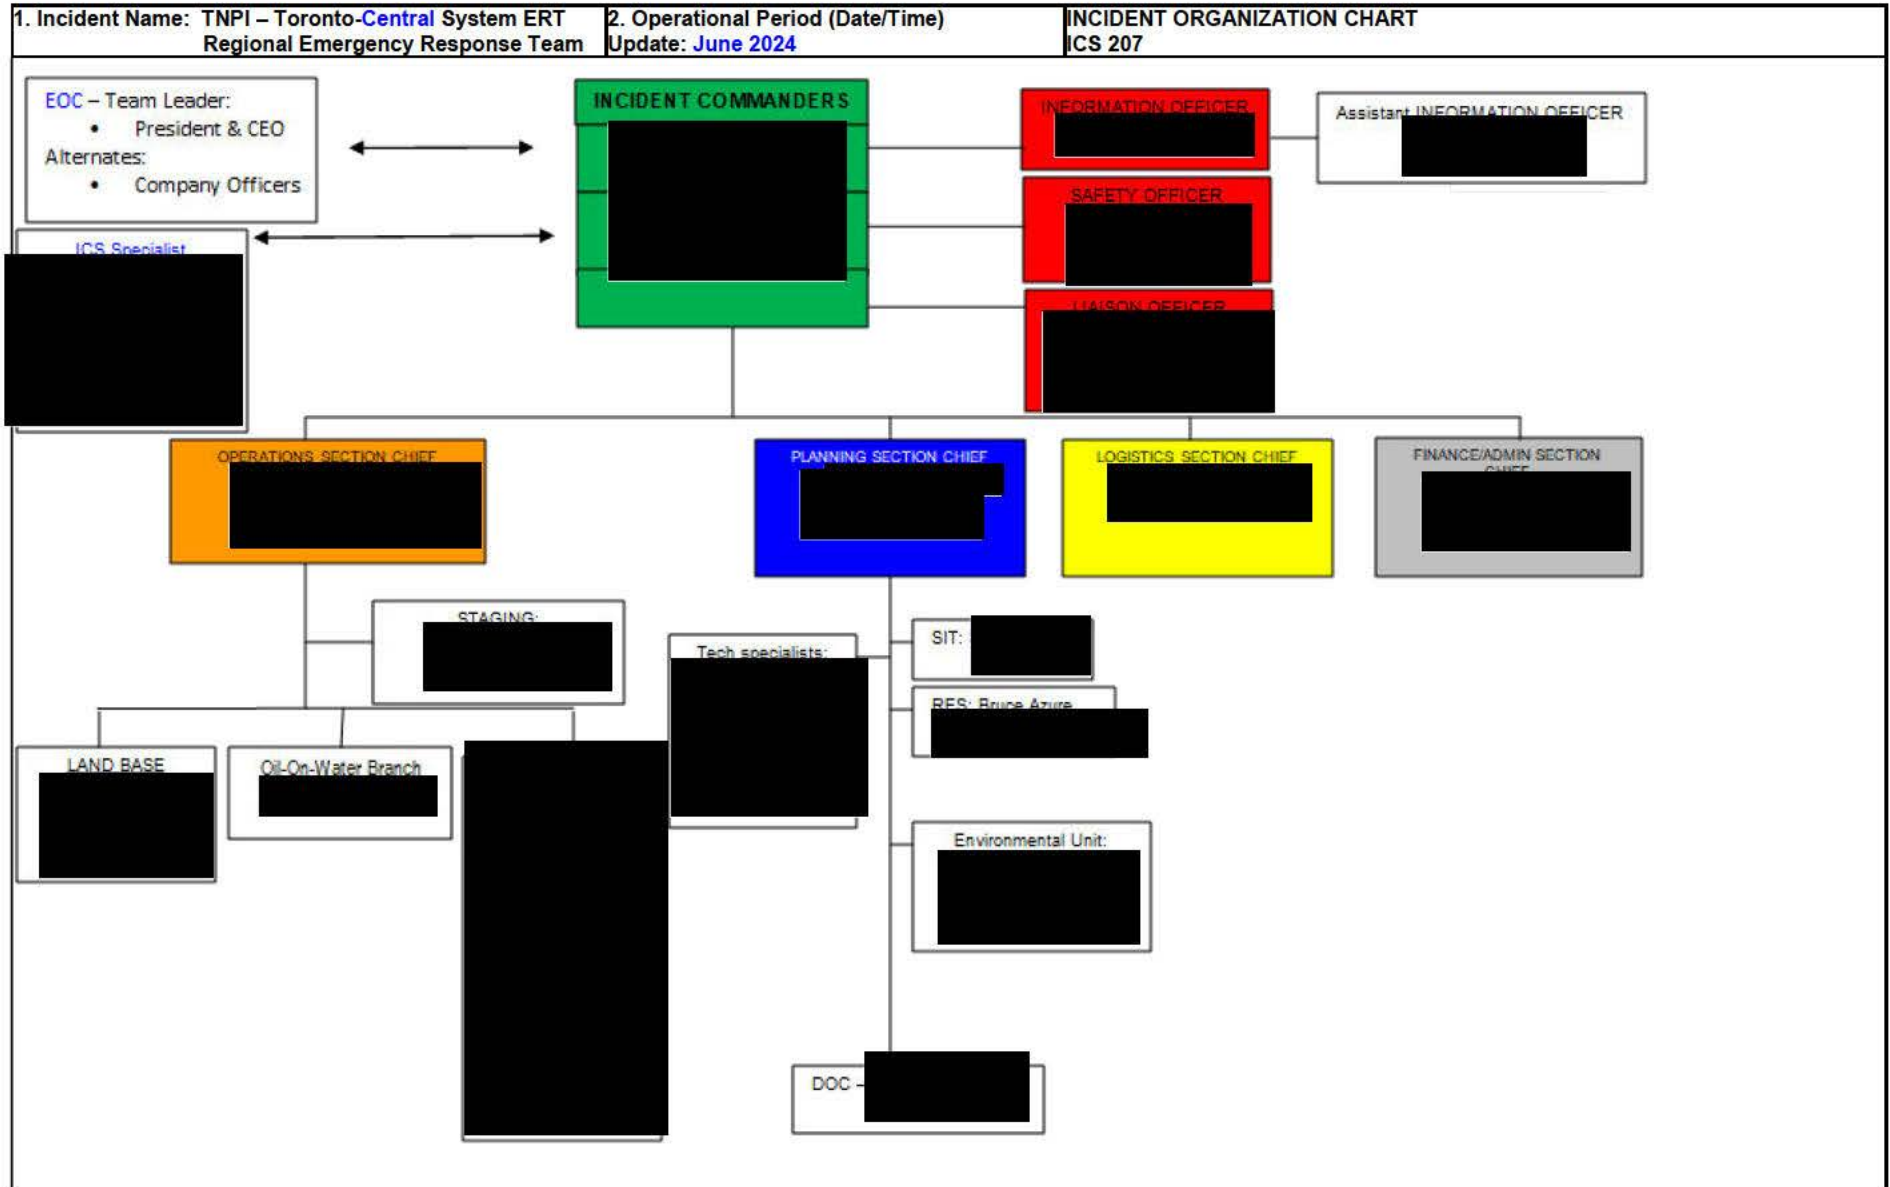 1. Incident Name: TNPI – Toronto-Central System ERT
Regional Emergency Response Team
2. Operational Period (Date/Time)
Update: June 2024
INCIDENT ORGANIZATION CHART
ICS 207
EOC – Team Leader:
• President & CEO
Alternates:
• Company Officers
ICS Specialist
INCIDENT COMMANDERS
INFORMATION OFFICER
Assistant INFORMATION OFFICER
SAFETY OFFICER
LIAISON OFFICER
OPERATIONS SECTION CHIEF
PLANNING SECTION CHIEF
LOGISTICS SECTION CHIEF
FINANCE/ADMIN SECTION
CHIEF
STAGING:
Tech specialists:
SIT:
RES: Bruce Azure
LAND BASE
Oil-On-Water Branch
Environmental Unit:
DOC –